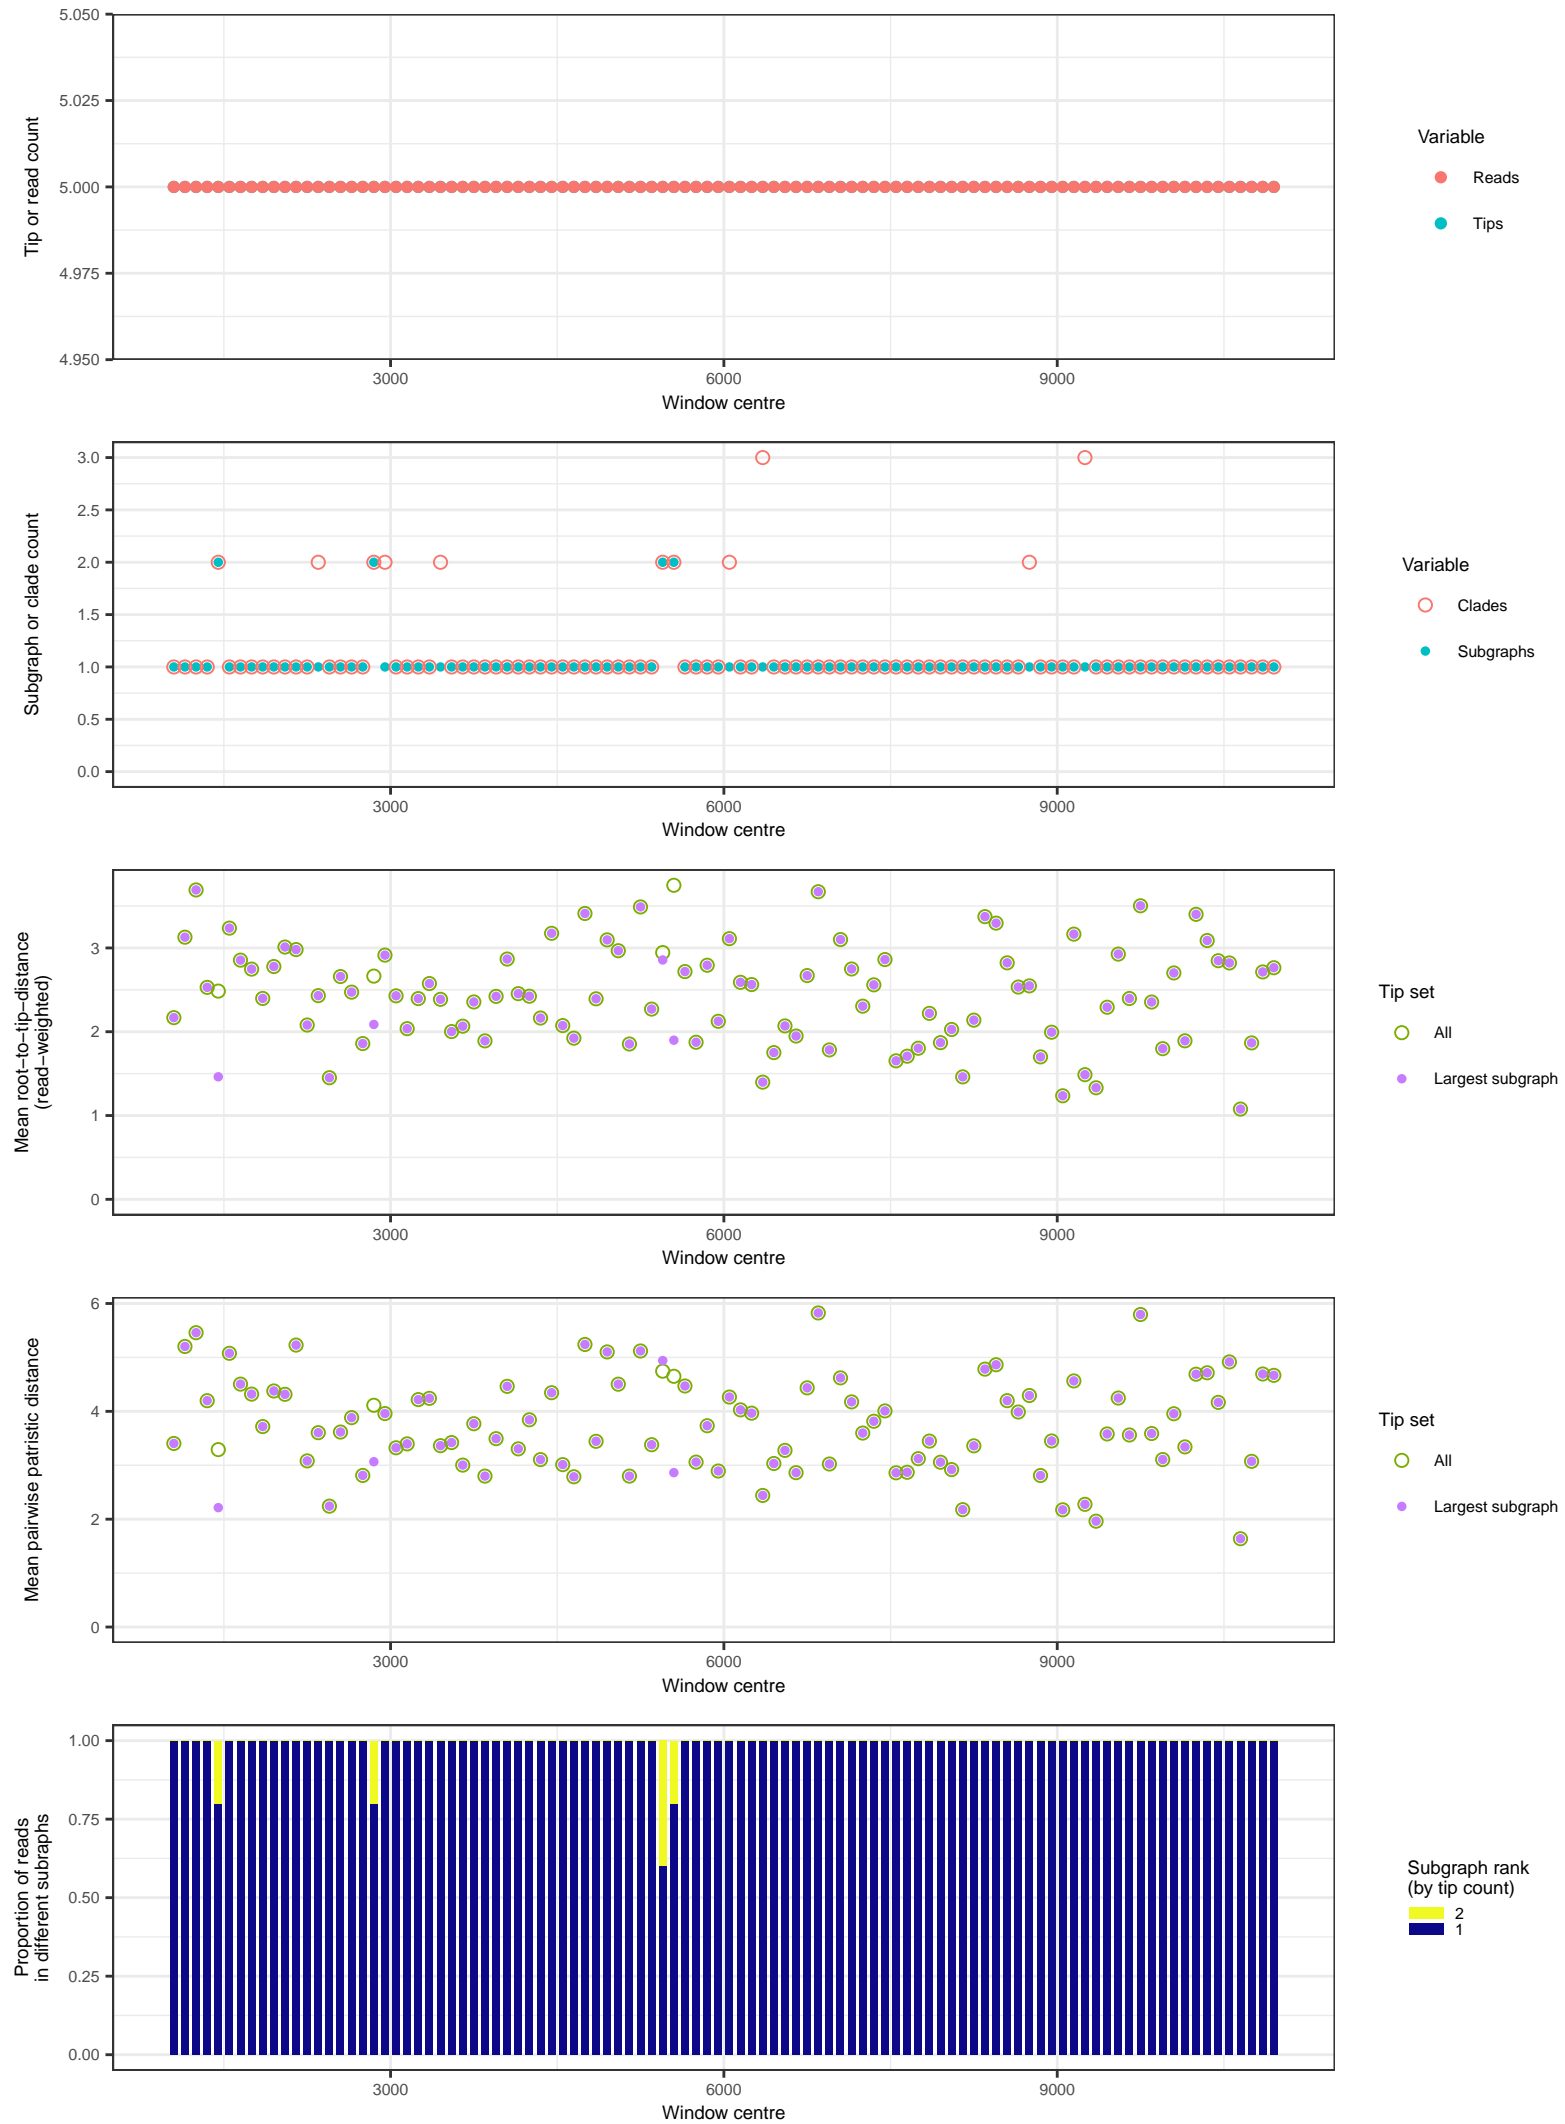 5.050
5.025
5.000
4.975
4.950
Tip or read count
3000
6000
9000
Window centre
Variable
Reads
Tips
3.0
2.5
2.0
1.5
1.0
0.5
0.0
Subgraph or clade count
3000
6000
9000
Window centre
Variable
Clades
Subgraphs
3
2
1
0
Mean root−to−tip−distance
(read−weighted)
3000
6000
9000
Window centre
Tip set
All
Largest subgraph
6
4
2
0
Mean pairwise patristic distance
3000
6000
9000
Window centre
Tip set
All
Largest subgraph
1.00
0.75
0.50
0.25
0.00
Proportion of reads
in different subraphs
3000
6000
9000
Window centre
Subgraph rank
(by tip count)
2
1